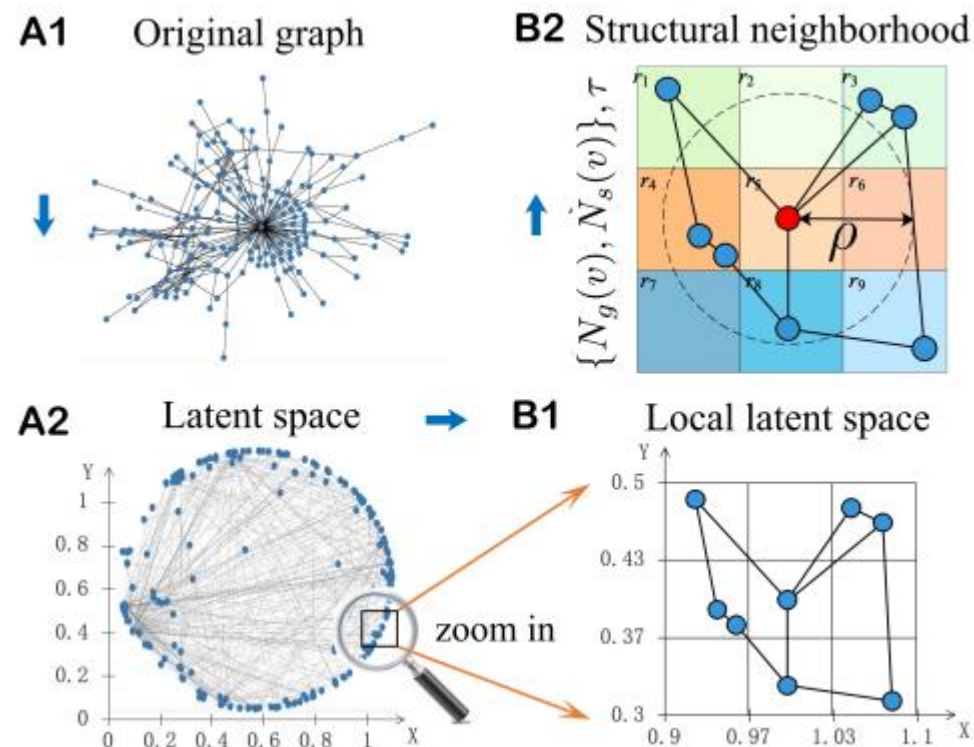 A1 Original graph
B2 Structural neighborhood
{N_g(v), N_s(v)}, τ
r1 r2 r3
r4 r5 r6
ρ
r7 r8 r9
A2 Latent space
Y
1
0.8
0.6
0.4
0.2
0
0 0.2 0.4 0.6 0.8 1 X
zoom in
B1 Local latent space
Y
0.5
0.43
0.37
0.3
0.9 0.97 1.03 1.1 X